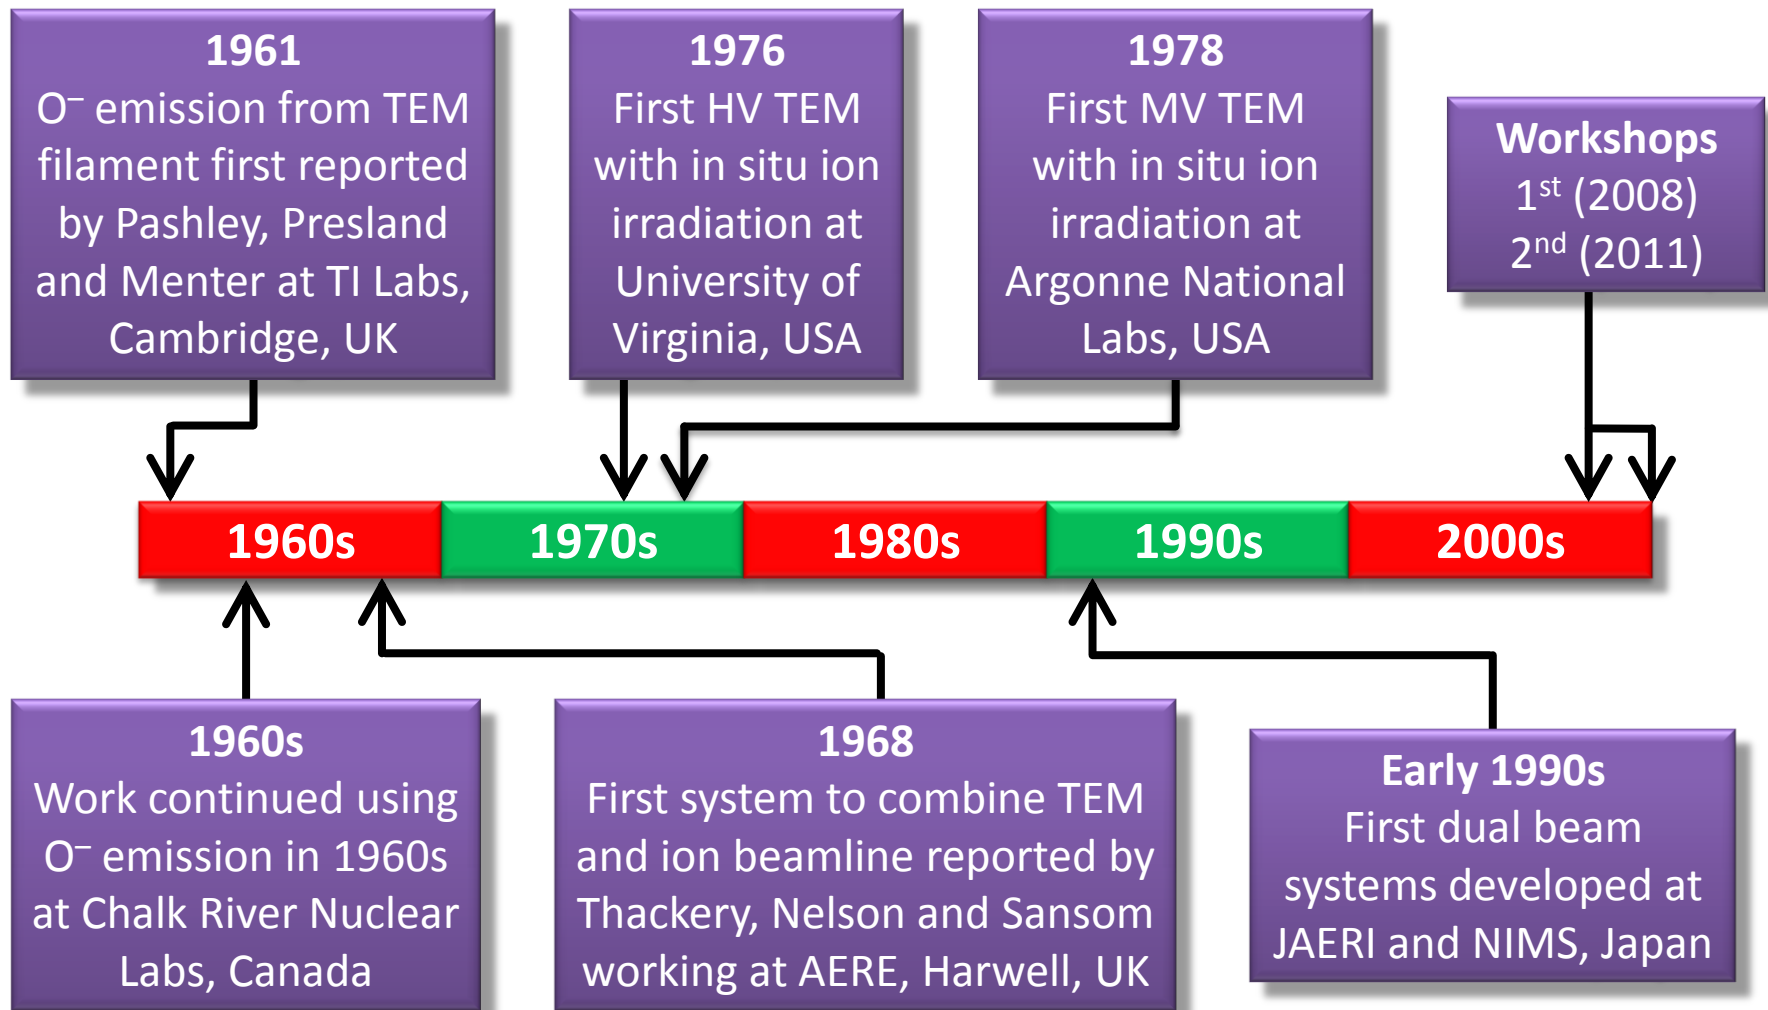 1961
O⁻ emission from TEM
filament first reported
by Pashley, Presland
and Menter at TI Labs,
Cambridge, UK
1976
First HV TEM
with in situ ion
irradiation at
University of
Virginia, USA
1978
First MV TEM
with in situ ion
irradiation at
Argonne National
Labs, USA
Workshops
1st (2008)
2nd (2011)
1960s
1970s
1980s
1990s
2000s
1960s
Work continued using
O⁻ emission in 1960s
at Chalk River Nuclear
Labs, Canada
1968
First system to combine TEM
and ion beamline reported by
Thackery, Nelson and Sansom
working at AERE, Harwell, UK
Early 1990s
First dual beam
systems developed at
JAERI and NIMS, Japan